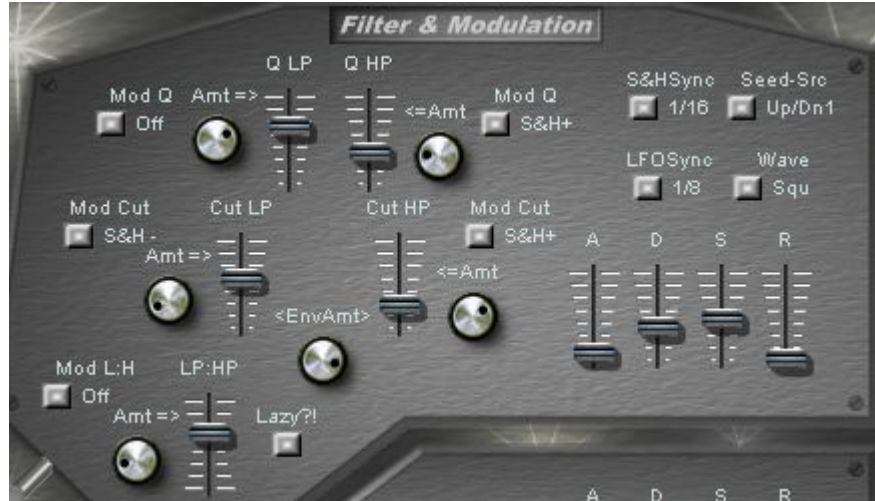 Filter & Modulation
Q LP Q HP
Mod Q Amt=> <=Amt Mod Q
Off S&H+
S&HSync Seed-Src
1/16 Up/Dn1
LFOSync Wave
1/8 Squ
Mod Cut Cut LP Cut HP Mod Cut
S&H - S&H+
Amt=> <=Amt
<EnvAmt>
A D S R
Mod L:H LP:HP
Off
Amt=> Lazy?!
A D S R